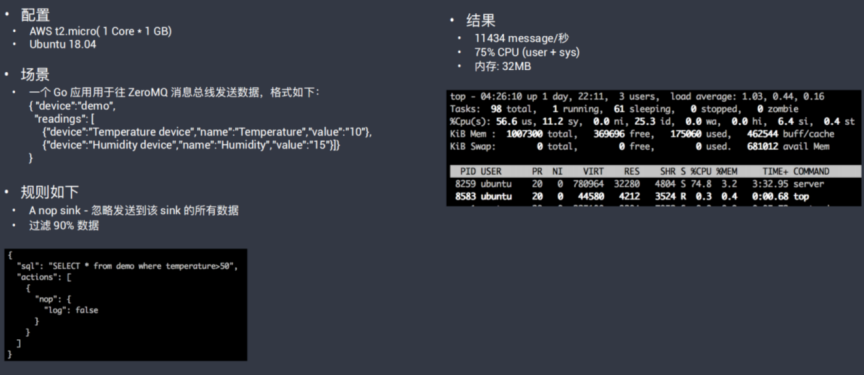 配置
AWS t2.micro( 1 Core * 1 GB)
Ubuntu 18.04
场景
一个 Go 应用用于往 ZeroMQ 消息总线发送数据，格式如下：
{ "device":"demo",
"readings": [
{"device":"Temperature device","name":"Temperature","value":"10"},
{"device":"Humidity device","name":"Humidity","value":"15"}]}
}
规则如下
A nop sink - 忽略发送到该 sink 的所有数据
过滤 90% 数据
{
"sql": "SELECT * from demo where temperature>50",
"actions": [
{
"nop": {
"log": false
}
}
]
}
结果
11434 message/秒
75% CPU (user + sys)
内存: 32MB
top - 04:26:10 up 1 day, 22:11, 3 users, load average: 1.03, 0.44, 0.16
Tasks: 98 total, 1 running, 61 sleeping, 0 stopped, 0 zombie
%Cpu(s): 56.6 us, 11.2 sy, 0.0 ni, 25.3 id, 0.0 wa, 0.0 hi, 6.4 si, 0.4 st
KiB Mem : 1007300 total, 369696 free, 175060 used, 462544 buff/cache
KiB Swap: 0 total, 0 free, 0 used. 681012 avail Mem
PID USER PR NI VIRT RES SHR S %CPU %MEM TIME+ COMMAND
8259 ubuntu 20 0 780964 32280 4804 S 74.8 3.2 3:32.95 server
8583 ubuntu 20 0 44580 4212 3524 R 0.3 0.4 0:00.68 top